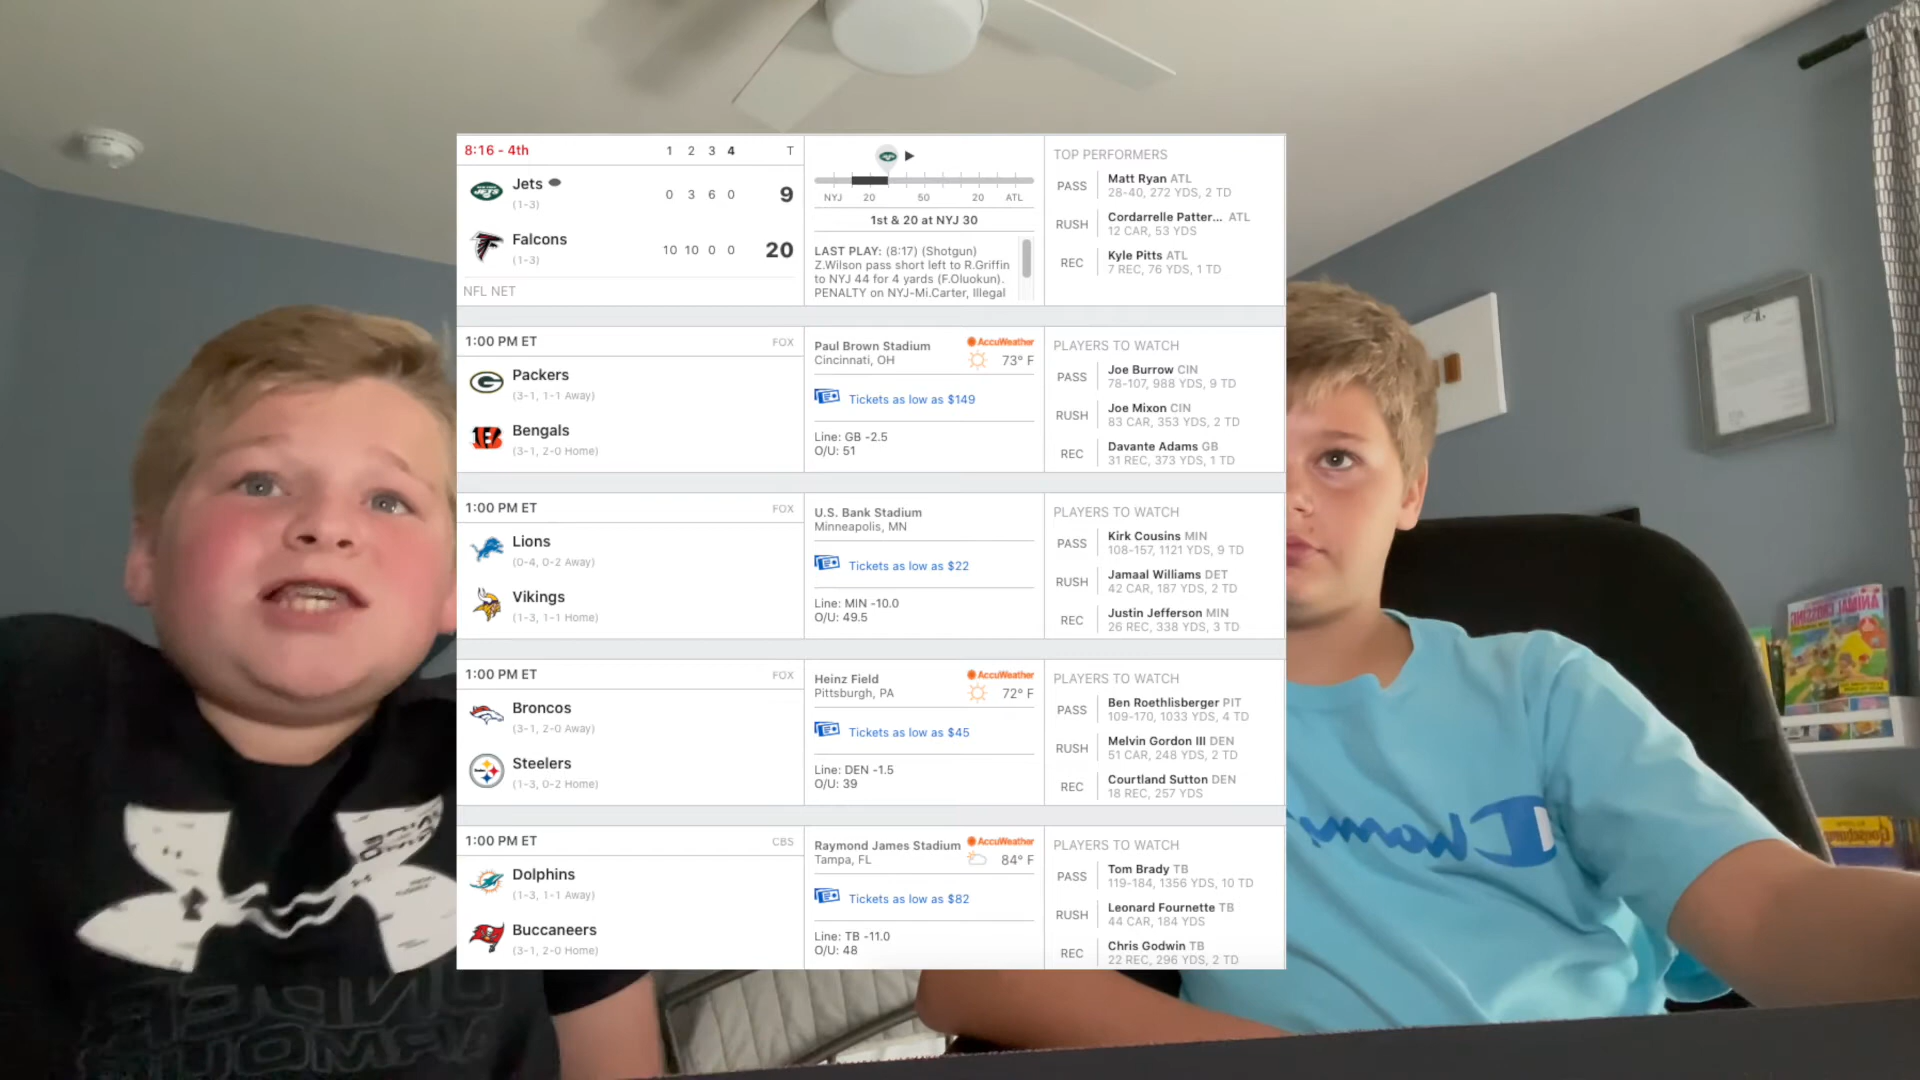 8:16 - 4th 1 2 3 4 T
Jets 0 3 6 0 9
(1-3)
Falcons 10 10 0 0 20
(1-3)
NFL NET
NYJ 20 50 20 ATL
1st & 20 at NYJ 30
LAST PLAY: (8:17) (Shotgun)
Z.Wilson pass short left to R.Griffin
to NYJ 44 for 4 yards (F.Oluokun).
PENALTY on NYJ-Mi.Carter, Illegal
TOP PERFORMERS
PASS Matt Ryan ATL
28-40, 272 YDS, 2 TD
RUSH Cordarrelle Patter... ATL
12 CAR, 53 YDS
REC Kyle Pitts ATL
7 REC, 76 YDS, 1 TD
1:00 PM ET FOX
Packers
(3-1, 1-1 Away)
Bengals
(3-1, 2-0 Home)
Paul Brown Stadium AccuWeather
Cincinnati, OH 73° F
Tickets as low as $149
Line: GB -2.5
O/U: 51
PLAYERS TO WATCH
PASS Joe Burrow CIN
78-107, 988 YDS, 9 TD
RUSH Joe Mixon CIN
83 CAR, 353 YDS, 2 TD
REC Davante Adams GB
31 REC, 373 YDS, 1 TD
1:00 PM ET FOX
Lions
(0-4, 0-2 Away)
Vikings
(1-3, 1-1 Home)
U.S. Bank Stadium
Minneapolis, MN
Tickets as low as $22
Line: MIN -10.0
O/U: 49.5
PLAYERS TO WATCH
PASS Kirk Cousins MIN
108-157, 1121 YDS, 9 TD
RUSH Jamaal Williams DET
42 CAR, 187 YDS, 2 TD
REC Justin Jefferson MIN
26 REC, 338 YDS, 3 TD
1:00 PM ET FOX
Broncos
(3-1, 2-0 Away)
Steelers
(1-3, 0-2 Home)
Heinz Field AccuWeather
Pittsburgh, PA 72° F
Tickets as low as $45
Line: DEN -1.5
O/U: 39
PLAYERS TO WATCH
PASS Ben Roethlisberger PIT
109-170, 1033 YDS, 4 TD
RUSH Melvin Gordon III DEN
51 CAR, 248 YDS, 2 TD
REC Courtland Sutton DEN
18 REC, 257 YDS
1:00 PM ET CBS
Dolphins
(1-3, 1-1 Away)
Buccaneers
(3-1, 2-0 Home)
Raymond James Stadium AccuWeather
Tampa, FL 84° F
Tickets as low as $82
Line: TB -11.0
O/U: 48
PLAYERS TO WATCH
PASS Tom Brady TB
119-184, 1356 YDS, 10 TD
RUSH Leonard Fournette TB
44 CAR, 184 YDS
REC Chris Godwin TB
22 REC, 296 YDS, 2 TD
UNDER
ARMOUR
Champ
ANIMAL CROSSING
Goosebum